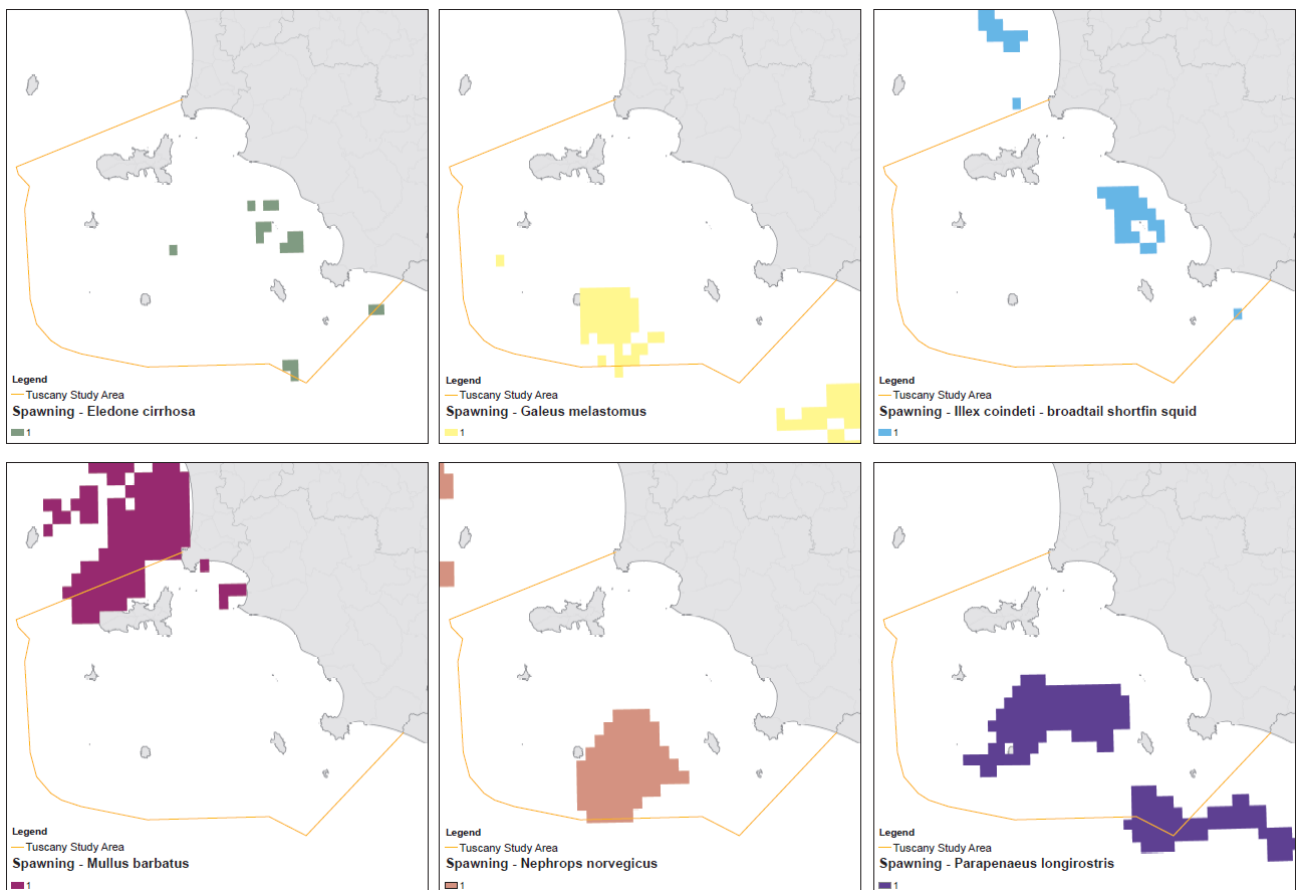 Legend
Tuscany Study Area
Spawning - Eledone cirrhosa
1
Legend
Tuscany Study Area
Spawning - Galeus melastomus
1
Legend
Tuscany Study Area
Spawning - Illex coindeti - broadtail shortfin squid
1
Legend
Tuscany Study Area
Spawning - Mullus barbatus
1
Legend
Tuscany Study Area
Spawning - Nephrops norvegicus
1
Legend
Tuscany Study Area
Spawning - Parapenaeus longirostris
1